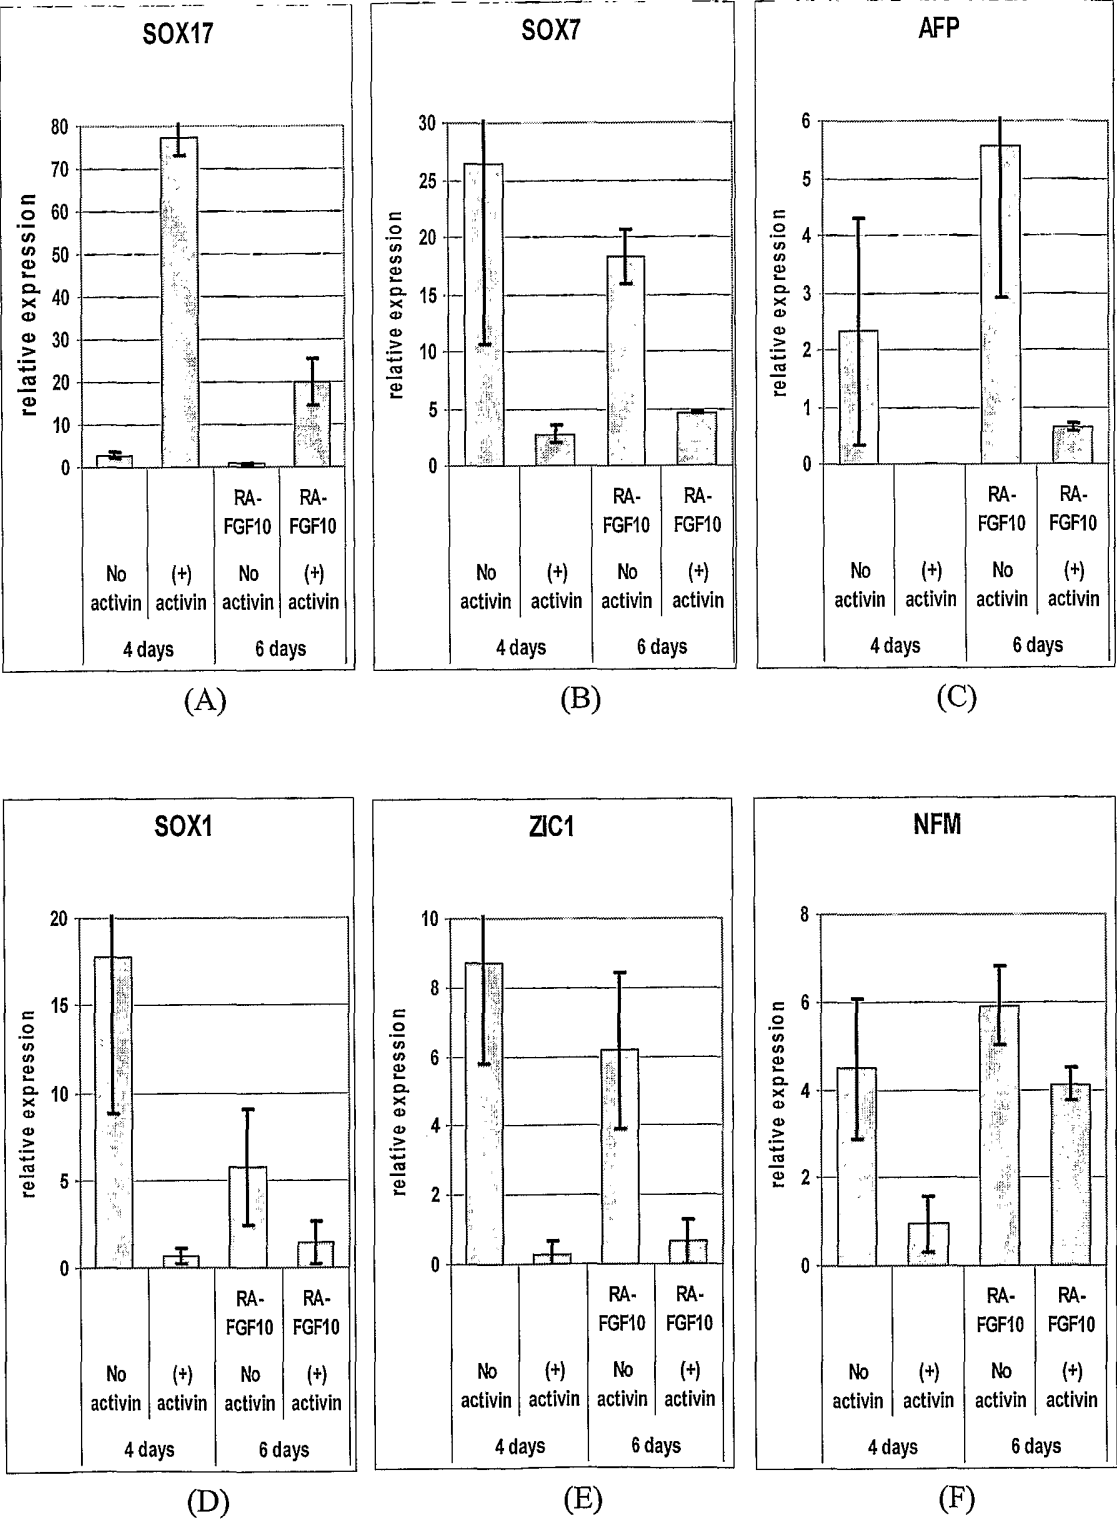 SOX17
80
70
60
50
40
30
20
10
0
relative expression
RA- RA-
FGF10 FGF10
No (+) No (+)
activin activin activin activin
4 days 6 days
(A)
SOX7
30
25
20
15
10
5
0
relative expression
RA- RA-
FGF10 FGF10
No (+) No (+)
activin activin activin activin
4 days 6 days
(B)
AFP
6
5
4
3
2
1
0
relative expression
RA- RA-
FGF10 FGF10
No (+) No (+)
activin activin activin activin
4 days 6 days
(C)
SOX1
20
15
10
5
0
relative expression
RA- RA-
FGF10 FGF10
No (+) No (+)
activin activin activin activin
4 days 6 days
(D)
ZIC1
10
8
6
4
2
0
relative expression
RA- RA-
FGF10 FGF10
No (+) No (+)
activin activin activin activin
4 days 6 days
(E)
NFM
8
6
4
2
0
relative expression
RA- RA-
FGF10 FGF10
No (+) No (+)
activin activin activin activin
4 days 6 days
(F)